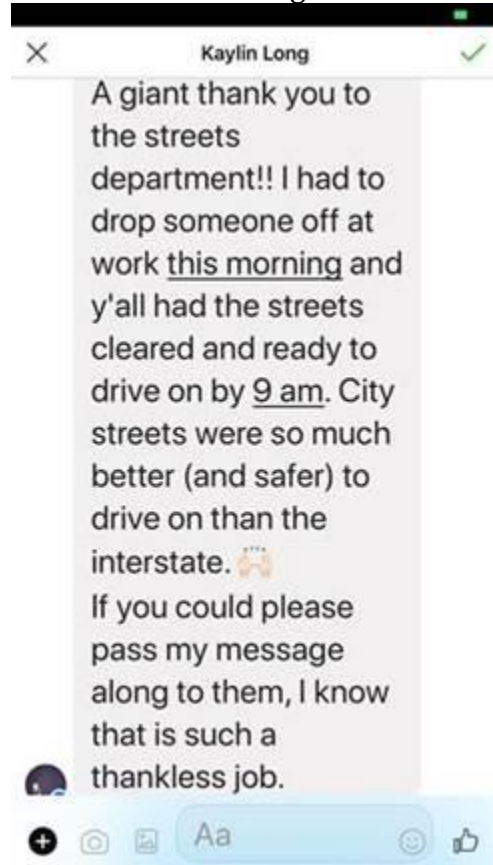 Kaylin Long
A giant thank you to
the streets
department!! I had to
drop someone off at
work this morning and
y'all had the streets
cleared and ready to
drive on by 9 am. City
streets were so much
better (and safer) to
drive on than the
interstate. 🙌🏻
If you could please
pass my message
along to them, I know
that is such a
thankless job.
Aa